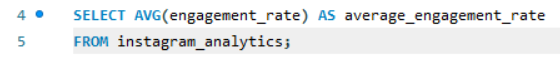 4 SELECT AVG(engagement_rate) AS average_engagement_rate
5 FROM instagram_analytics;